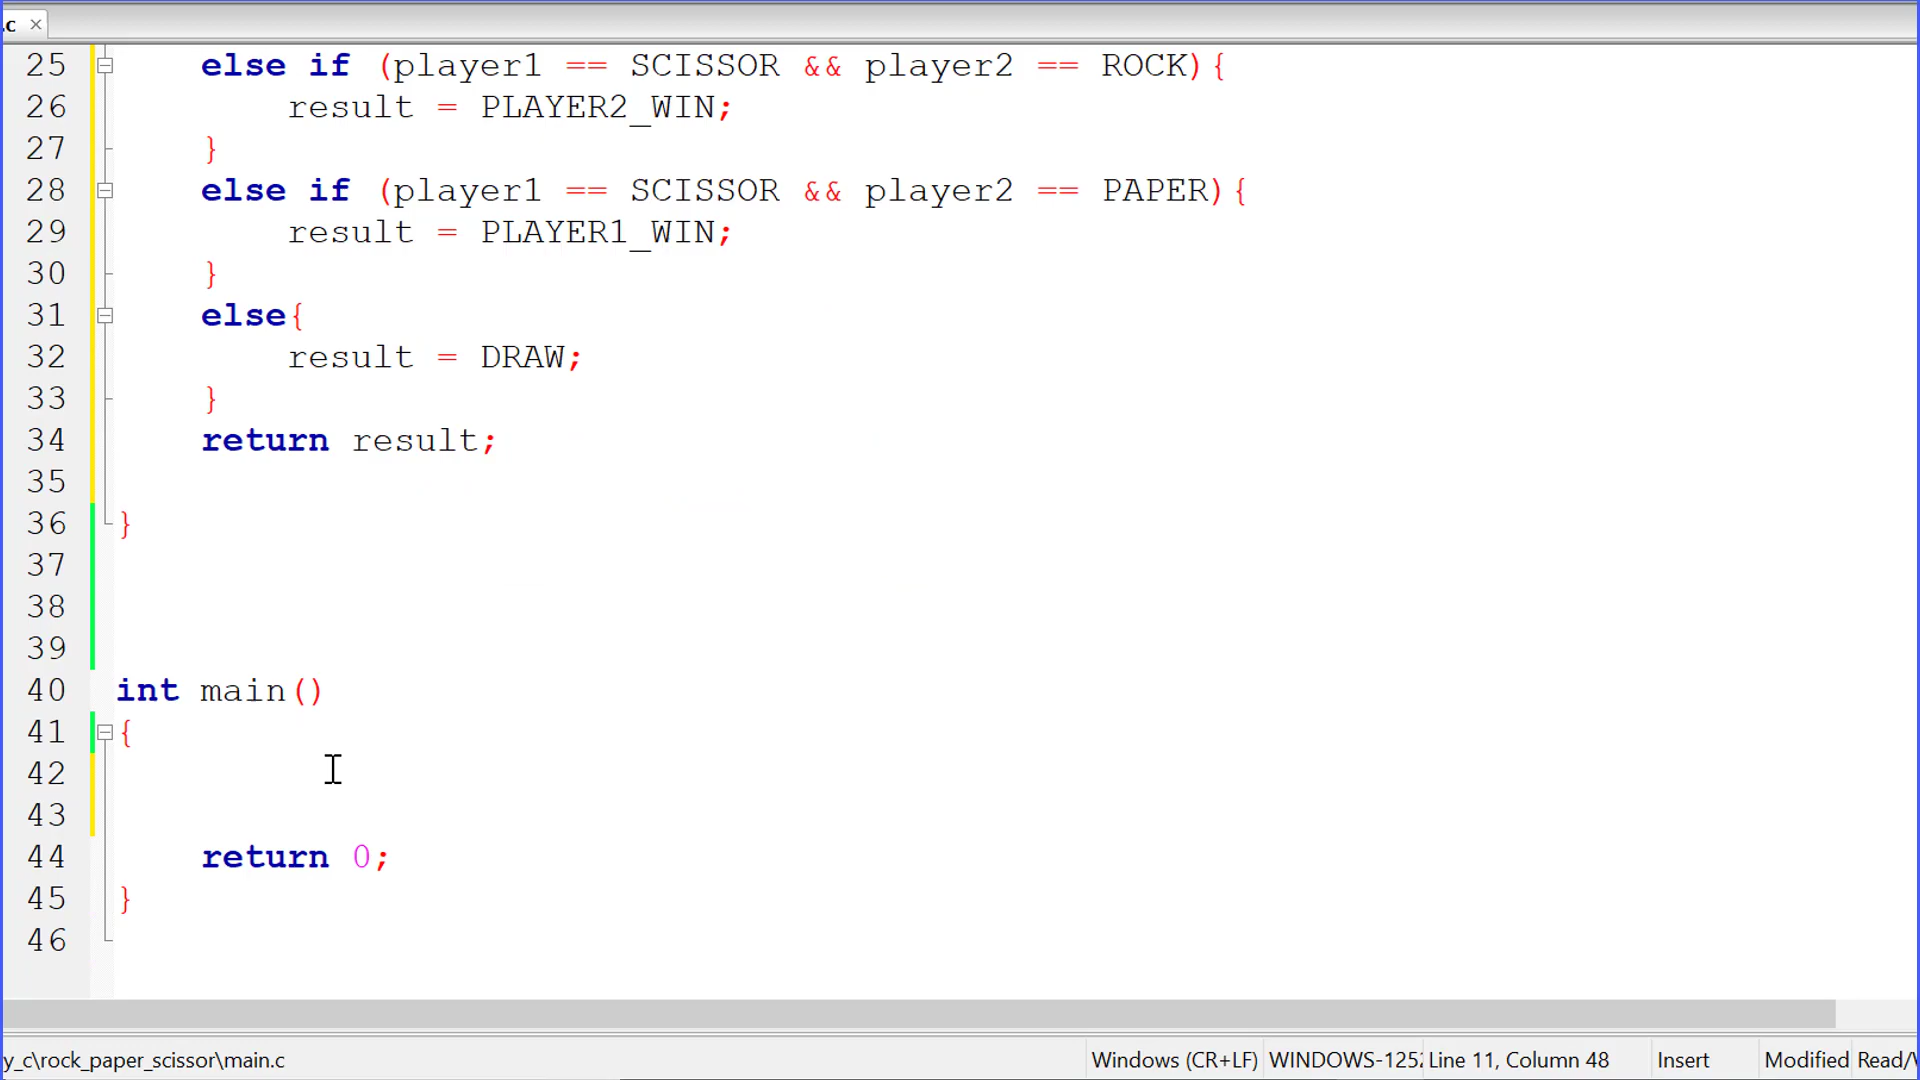 .c ×
25 else if (player1 == SCISSOR && player2 == ROCK){
26 result = PLAYER2_WIN;
27 }
28 else if (player1 == SCISSOR && player2 == PAPER){
29 result = PLAYER1_WIN;
30 }
31 else{
32 result = DRAW;
33 }
34 return result;
35
36 }
37
38
39
40 int main()
41 {
42
43
44 return 0;
45 }
46
y_c\rock_paper_scissor\main.c Windows (CR+LF) WINDOWS-1252 Line 11, Column 48 Insert Modified Read/